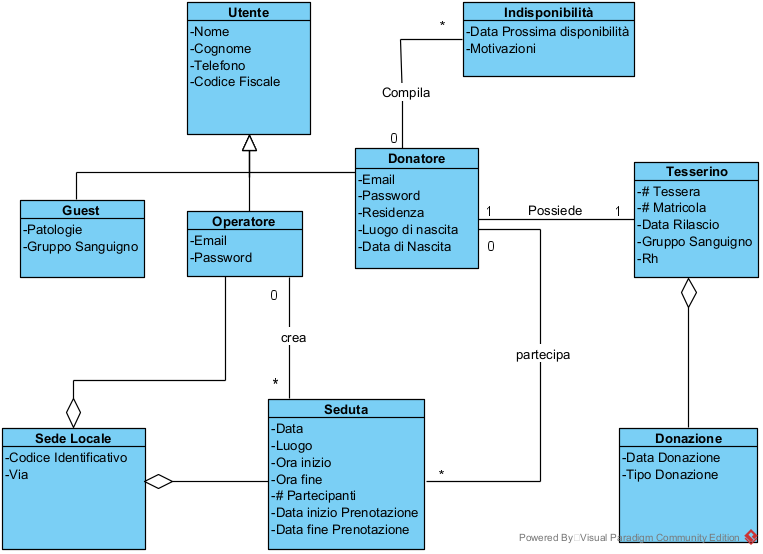 Utente
-Nome
-Cognome
-Telefono
-Codice Fiscale
Indisponibilità
-Data Prossima disponibilità
-Motivazioni
*
Compila
0
Donatore
-Email
-Password
-Residenza
-Luogo di nascita
-Data di Nascita
Tesserino
-# Tessera
-# Matricola
-Data Rilascio
-Gruppo Sanguigno
-Rh
1
Possiede
1
0
Guest
-Patologie
-Gruppo Sanguigno
Operatore
-Email
-Password
0
crea
*
partecipa
*
Sede Locale
-Codice Identificativo
-Via
Seduta
-Data
-Luogo
-Ora inizio
-Ora fine
-# Partecipanti
-Data inizio Prenotazione
-Data fine Prenotazione
Donazione
-Data Donazione
-Tipo Donazione
Powered By Visual Paradigm Community Edition